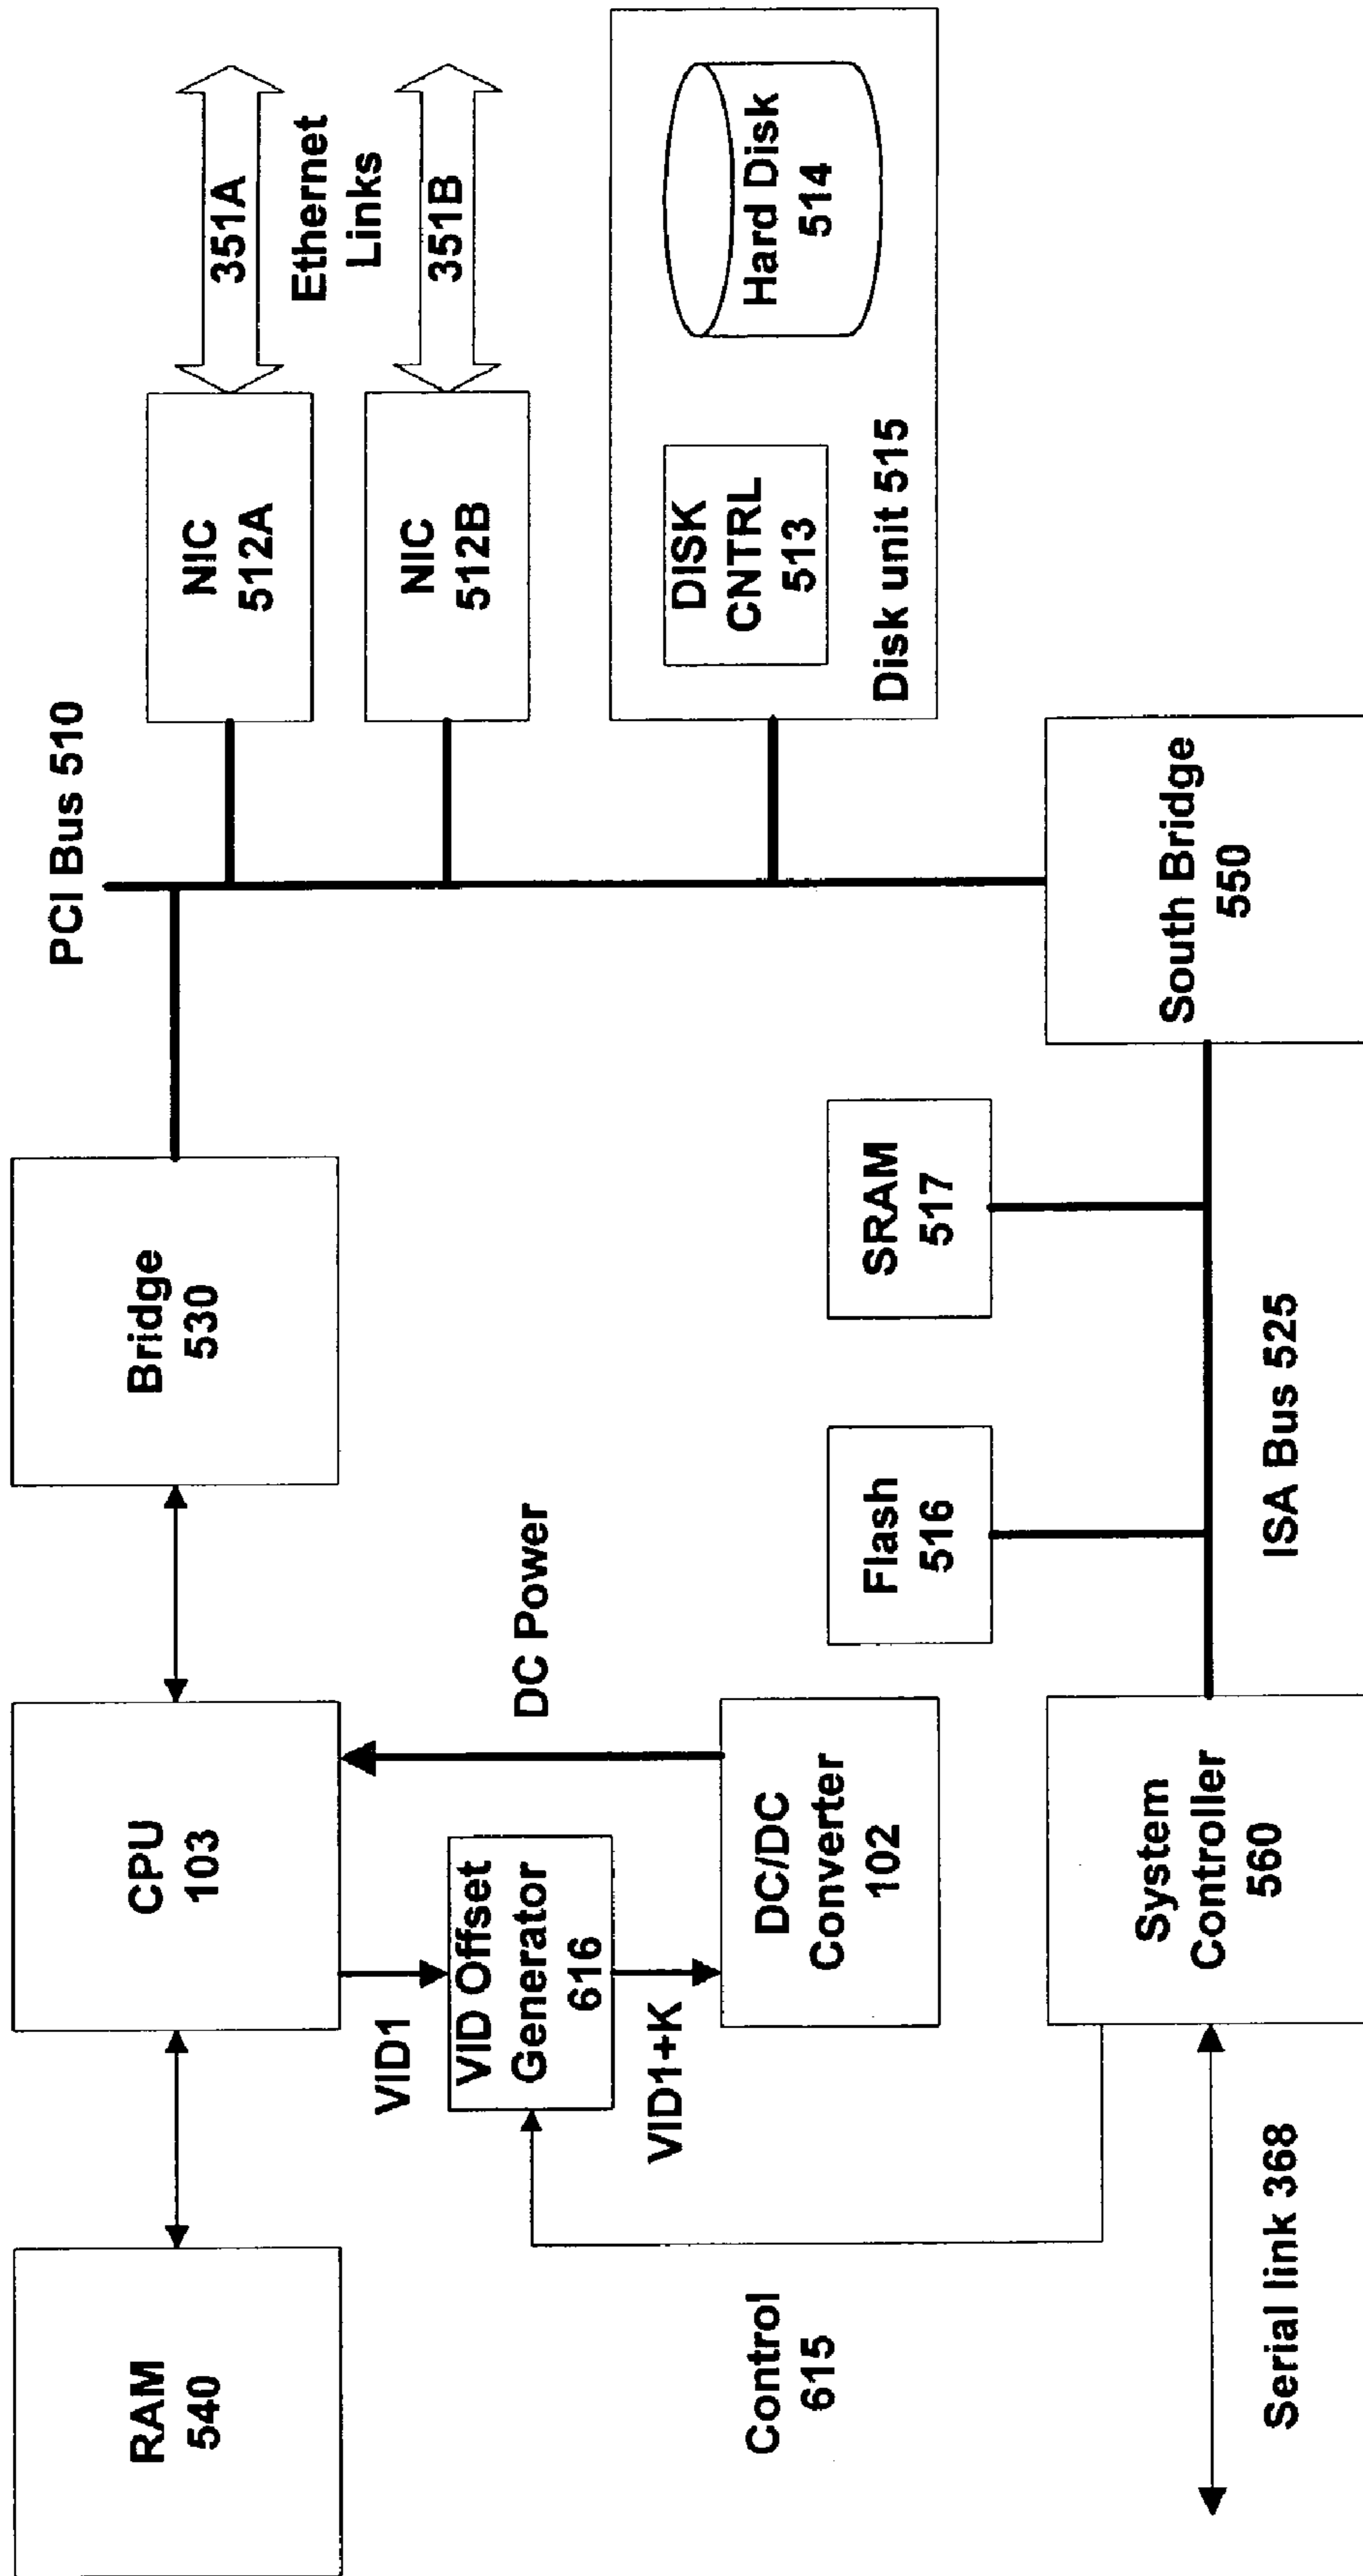 RAM
540
CPU
103
Bridge
530
PCI Bus 510
NIC
512A
351A
Ethernet
Links
NIC
512B
351B
VID1
VID Offset
Generator
616
VID1+K
DC Power
DC/DC
Converter
102
Control
615
DISK
CNTRL
513
Hard Disk
514
Disk unit 515
Flash
516
SRAM
517
System
Controller
560
South Bridge
550
Serial link 368
ISA Bus 525